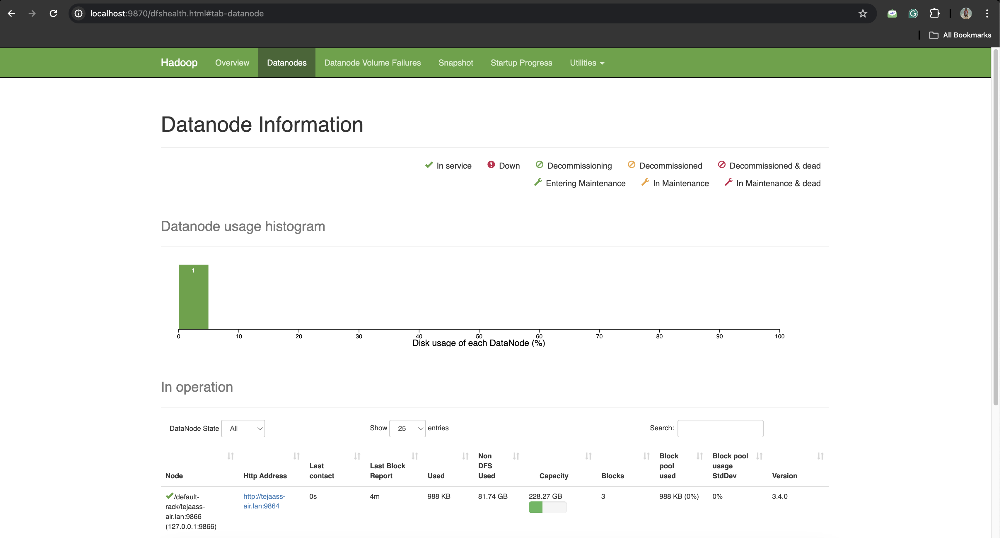 localhost:9870/dfshealth.html#tab-datanode
All Bookmarks
Hadoop Overview Datanodes Datanode Volume Failures Snapshot Startup Progress Utilities
Datanode Information
In service Down Decommissioning Decommissioned Decommissioned & dead
Entering Maintenance In Maintenance In Maintenance & dead
Datanode usage histogram
1
0 10 20 30 40 50 60 70 80 90 100
Disk usage of each DataNode (%)
In operation
DataNode State All Show 25 entries Search:
Node Http Address Last contact Last Block Report Used Non DFS Used Capacity Blocks Block pool used Block pool usage StdDev Version
/default-
rack/tejaass-
air.lan:9866
(127.0.0.1:9866)
http://tejaass-
air.lan:9864
0s 4m 988 KB 81.74 GB 228.27 GB 3 988 KB (0%) 0% 3.4.0